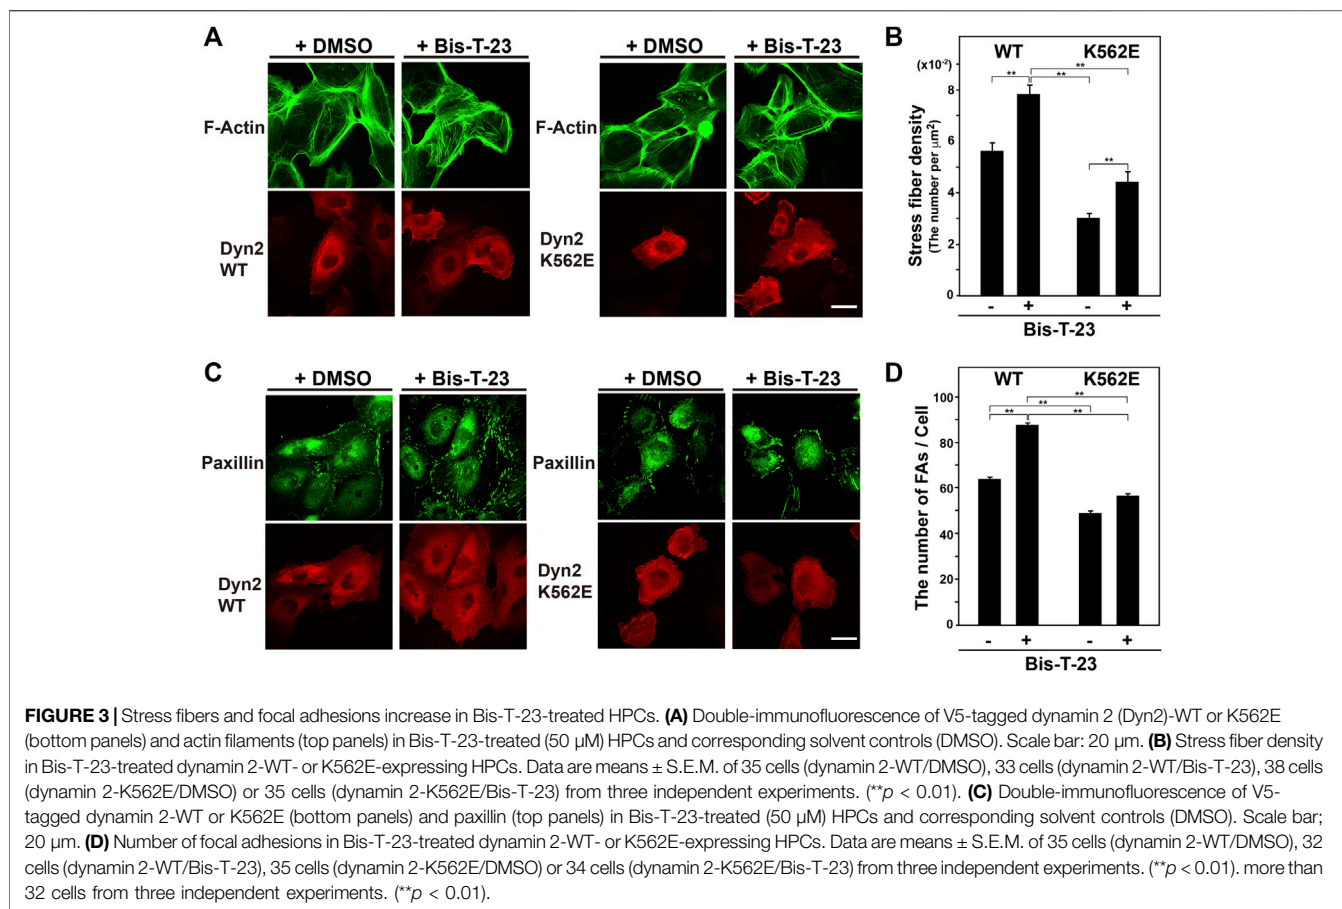 A
+ DMSO
+ Bis-T-23
+ DMSO
+ Bis-T-23
F-Actin
F-Actin
Dyn2
WT
Dyn2
K562E
B
WT
K562E
(x10-2)
**
**
**
**
8
6
4
2
0
Stress fiber density
(The number per μm2)
-
+
-
+
Bis-T-23
C
+ DMSO
+ Bis-T-23
+ DMSO
+ Bis-T-23
Paxillin
Paxillin
Dyn2
WT
Dyn2
K562E
D
WT
K562E
**
**
**
**
100
80
60
40
20
0
The number of FAs / Cell
-
+
-
+
Bis-T-23
FIGURE 3 | Stress fibers and focal adhesions increase in Bis-T-23-treated HPCs. (A) Double-immunofluorescence of V5-tagged dynamin 2 (Dyn2)-WT or K562E
(bottom panels) and actin filaments (top panels) in Bis-T-23-treated (50 μM) HPCs and corresponding solvent controls (DMSO). Scale bar: 20 μm. (B) Stress fiber density
in Bis-T-23-treated dynamin 2-WT- or K562E-expressing HPCs. Data are means ± S.E.M. of 35 cells (dynamin 2-WT/DMSO), 33 cells (dynamin 2-WT/Bis-T-23), 38 cells
(dynamin 2-K562E/DMSO) or 35 cells (dynamin 2-K562E/Bis-T-23) from three independent experiments. (**p < 0.01). (C) Double-immunofluorescence of V5-
tagged dynamin 2-WT or K562E (bottom panels) and paxillin (top panels) in Bis-T-23-treated (50 μM) HPCs and corresponding solvent controls (DMSO). Scale bar;
20 μm. (D) Number of focal adhesions in Bis-T-23-treated dynamin 2-WT- or K562E-expressing HPCs. Data are means ± S.E.M. of 35 cells (dynamin 2-WT/DMSO), 32
cells (dynamin 2-WT/Bis-T-23), 35 cells (dynamin 2-K562E/DMSO) or 34 cells (dynamin 2-K562E/Bis-T-23) from three independent experiments. (**p < 0.01). more than
32 cells from three independent experiments. (**p < 0.01).